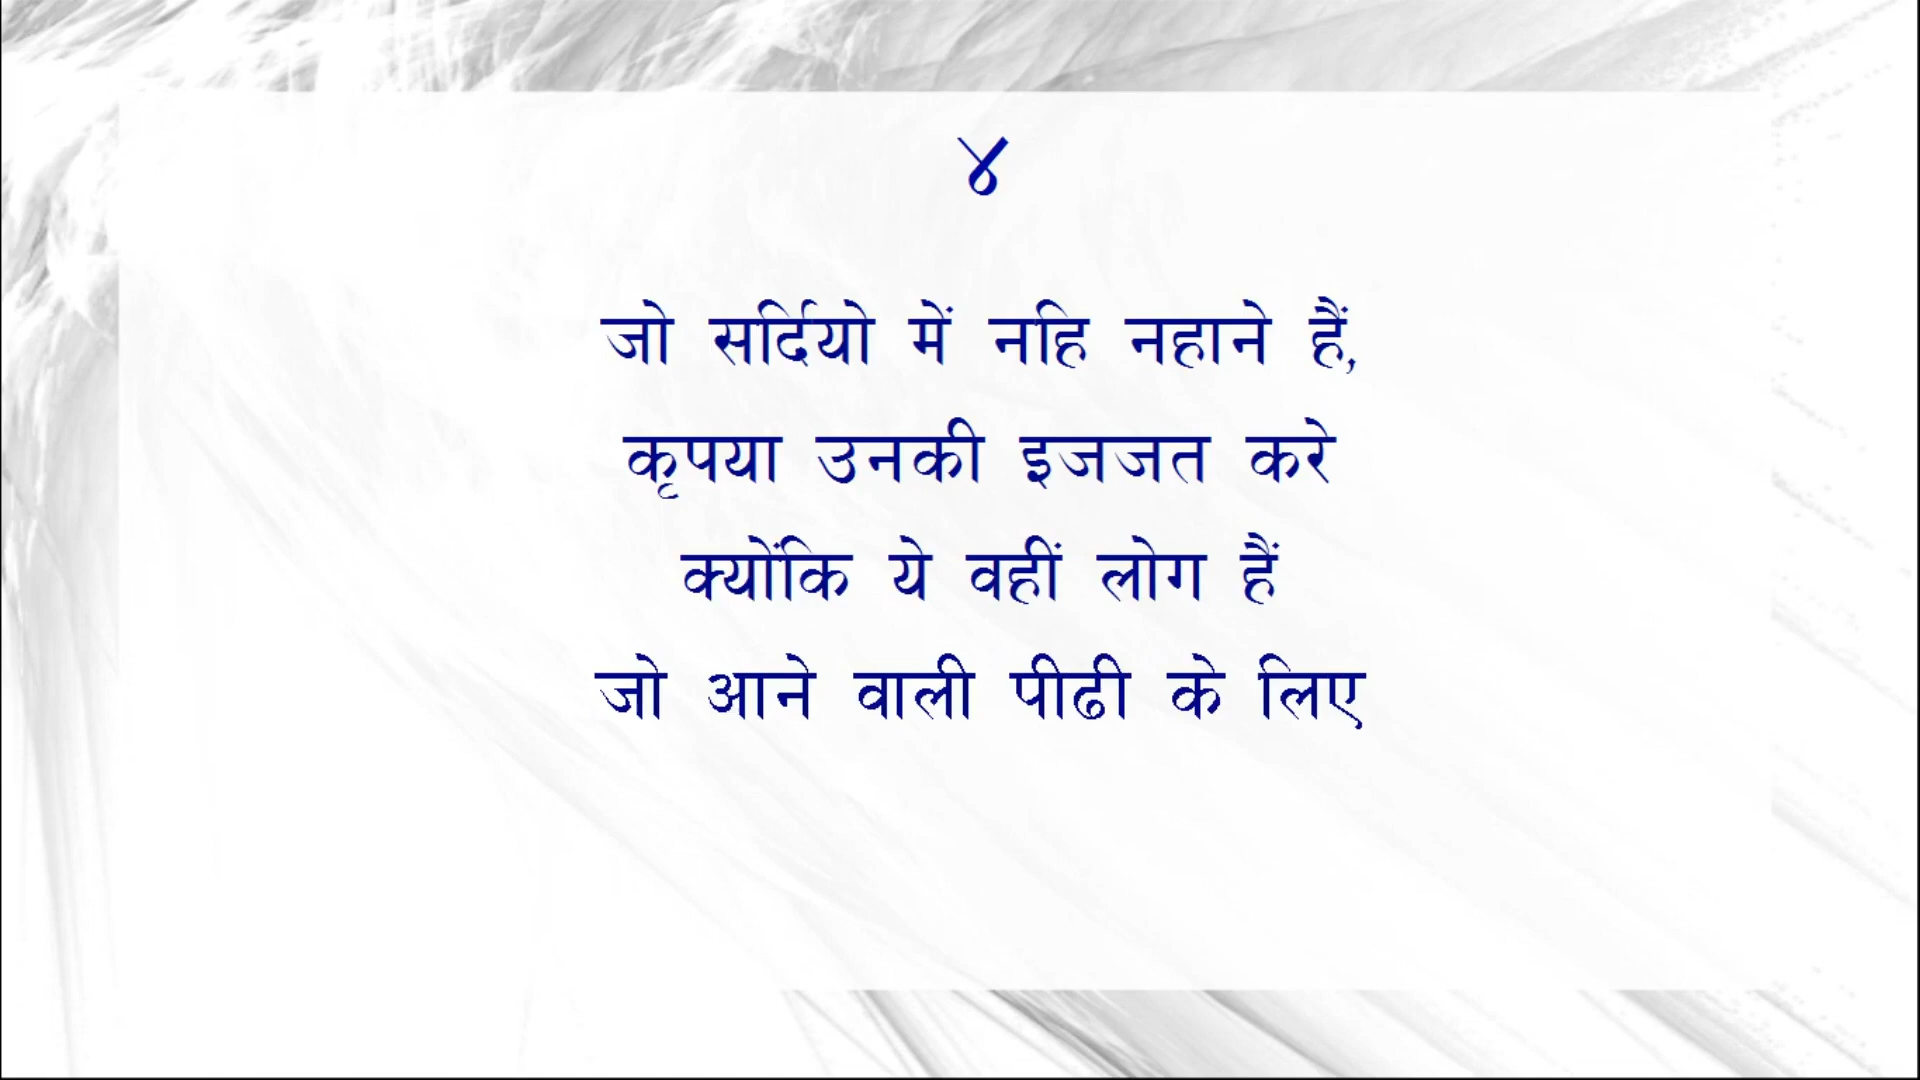 ४
जो सर्दियो में नहि नहाने हैं,
कृपया उनकी इजजत करे
क्योंकि ये वहीं लोग हैं
जो आने वाली पीढी के लिए